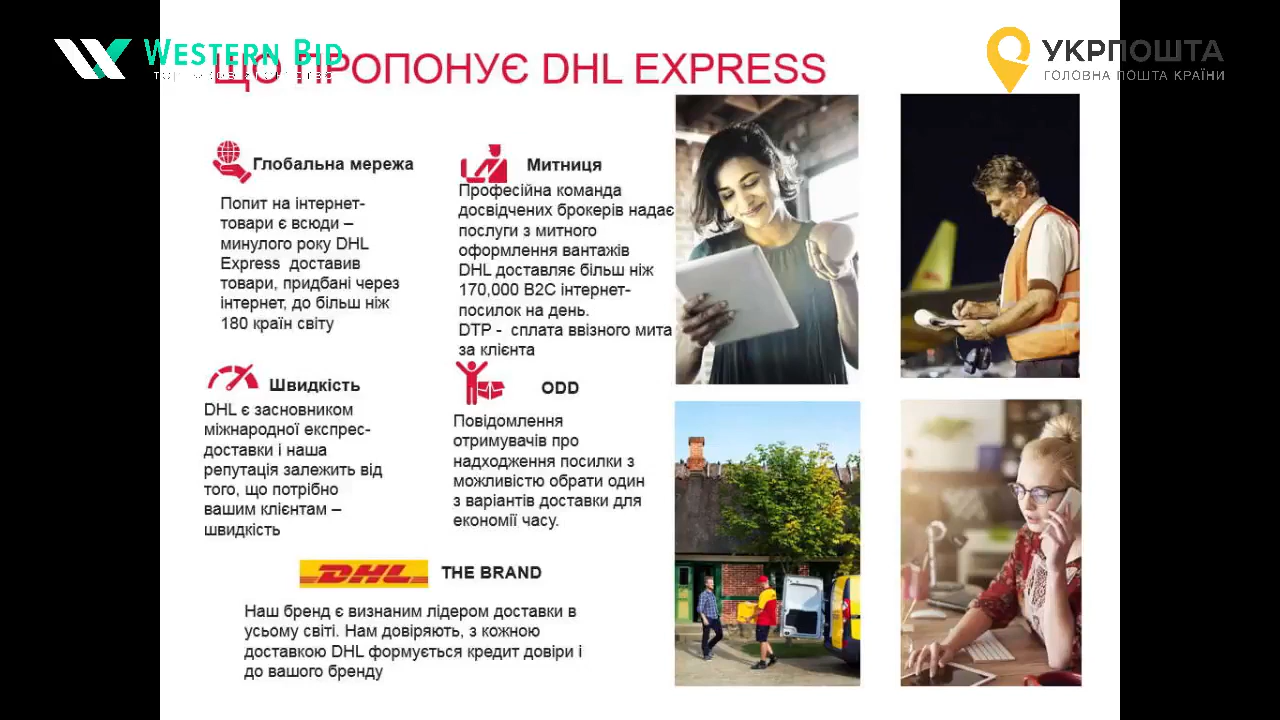 WESTERN BID
УКРПОШТА
ГОЛОВНА ПОШТА КРАЇНИ
ЩО ПРОПОНУЄ DHL EXPRESS
Глобальна мережа
Попит на інтернет-
товари є всюди –
минулого року DHL
Express доставив
товари, придбані через
інтернет, до більш ніж
180 країн світу
Митниця
Професійна команда
досвідчених брокерів надає
послуги з митного
оформлення вантажів
DHL доставляє більш ніж
170,000 B2C інтернет-
посилок на день.
DTP - сплата ввізного мита
за клієнта
Швидкість
DHL є засновником
міжнародної експрес-
доставки і наша
репутація залежить від
того, що потрібно
вашим клієнтам –
швидкість
ODD
Повідомлення
отримувачів про
надходження посилки з
можливістю обрати один
з варіантів доставки для
економії часу.
DHL THE BRAND
Наш бренд є визнаним лідером доставки в
усьому світі. Нам довіряють, з кожною
доставкою DHL формується кредит довіри і
до вашого бренду